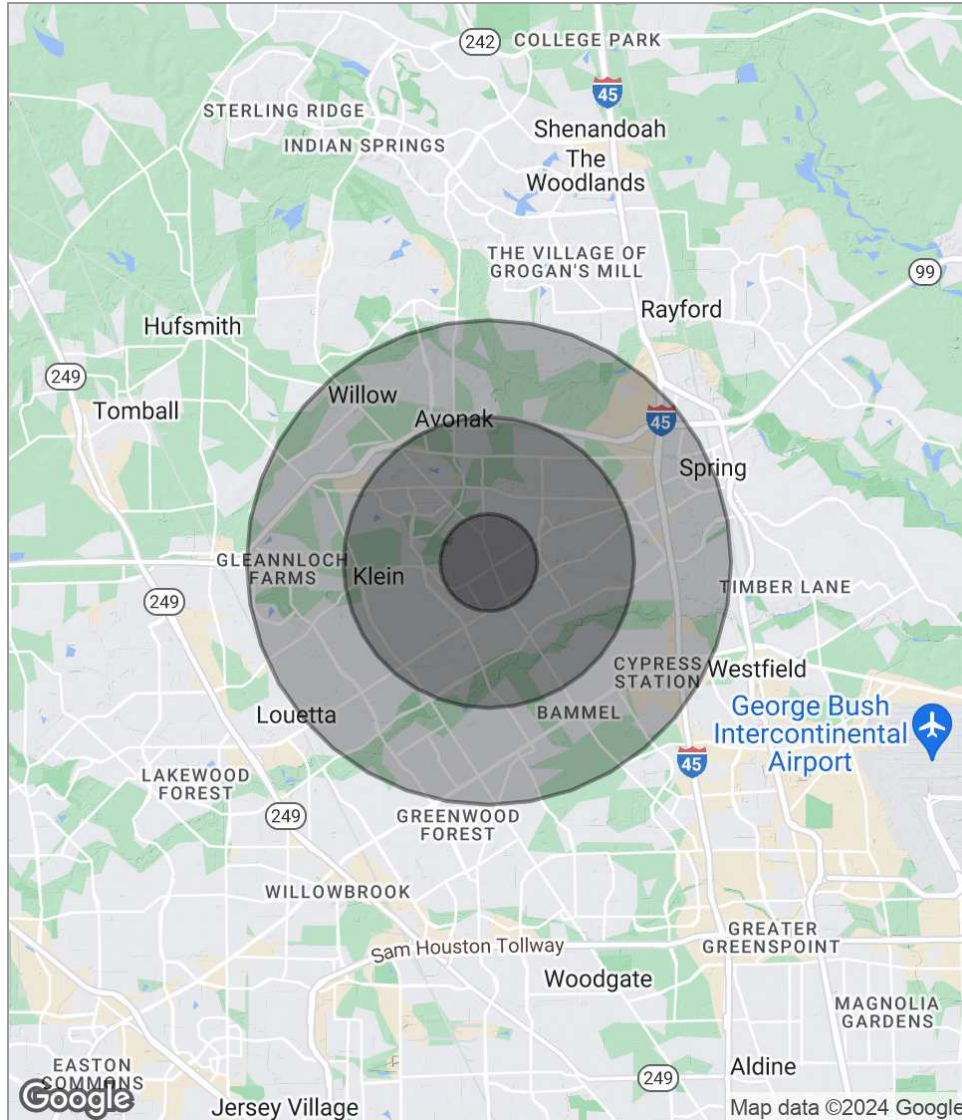 242
COLLEGE PARK
45
STERLING RIDGE
INDIAN SPRINGS
Shenandoah
The
Woodlands
THE VILLAGE OF
GROGAN'S MILL
99
Rayford
Hufsmith
249
Tomball
Willow
Avonak
45
Spring
GLEANNLOCH
FARMS
Klein
249
TIMBER LANE
CYPRESS
STATION
Westfield
Louetta
BAMMEL
George Bush
Intercontinental
Airport
45
LAKEWOOD
FOREST
249
GREENWOOD
FOREST
WILLOWBROOK
Sam Houston Tollway
GREATER
GREENSPOINT
Woodgate
MAGNOLIA
GARDENS
EASTON
COMMONS
Google
249
Aldine
Jersey Village
Map data ©2024 Google